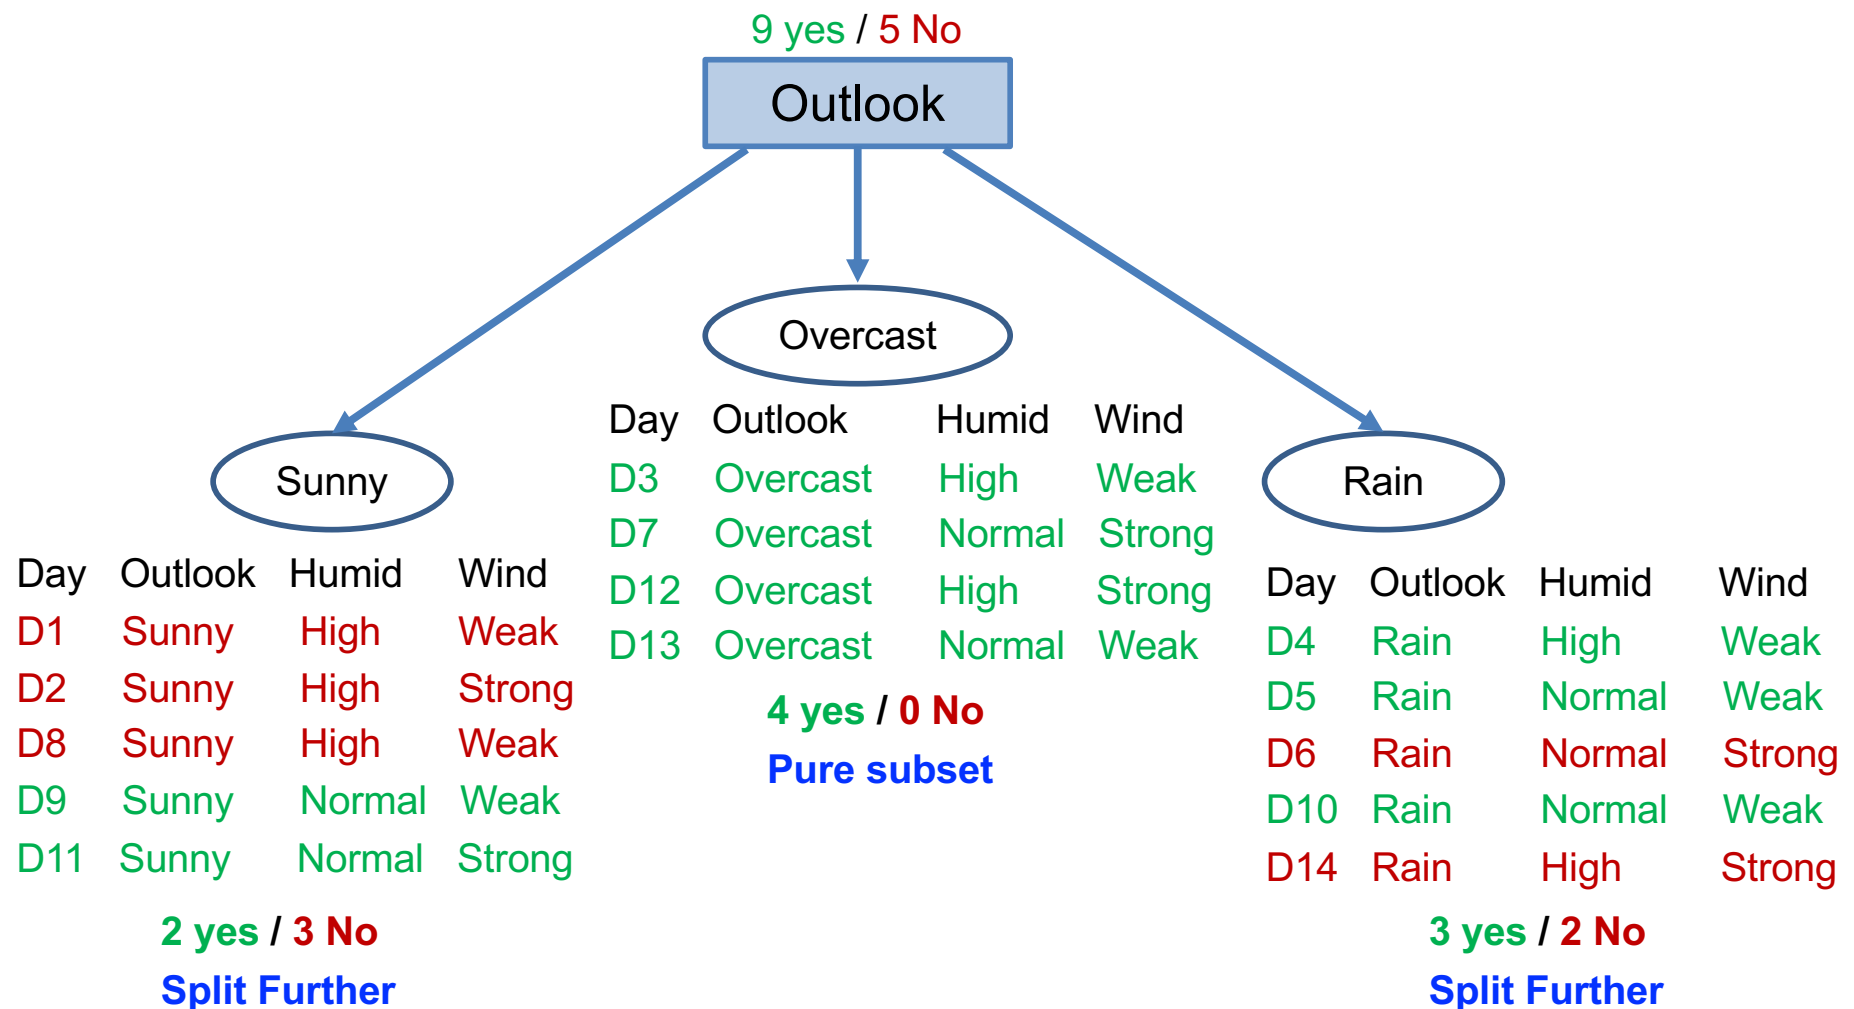 9 yes / 5 No
Outlook
Overcast
Day Outlook Humid Wind
D3 Overcast High Weak
D7 Overcast Normal Strong
D12 Overcast High Strong
D13 Overcast Normal Weak
4 yes / 0 No
Pure subset
Sunny
Day Outlook Humid Wind
D1 Sunny High Weak
D2 Sunny High Strong
D8 Sunny High Weak
D9 Sunny Normal Weak
D11 Sunny Normal Strong
2 yes / 3 No
Split Further
Rain
Day Outlook Humid Wind
D4 Rain High Weak
D5 Rain Normal Weak
D6 Rain Normal Strong
D10 Rain Normal Weak
D14 Rain High Strong
3 yes / 2 No
Split Further